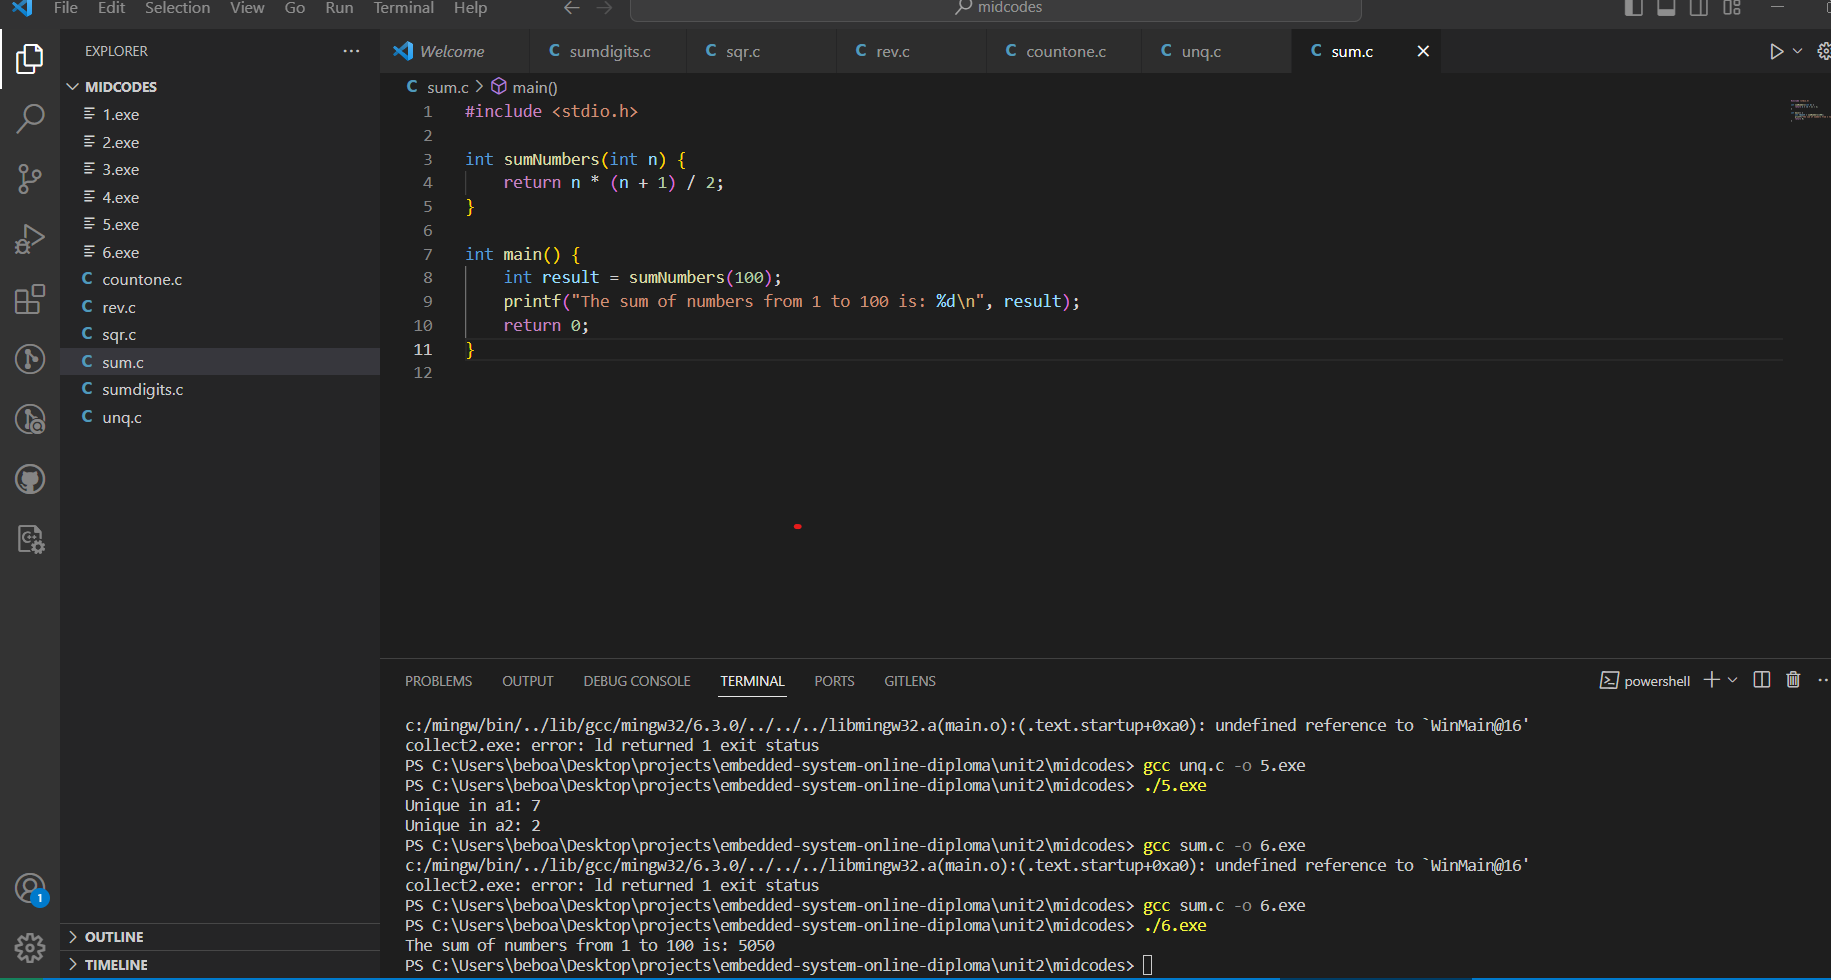 File Edit Selection View Go Run Terminal Help midcodes
EXPLORER
Welcome sumdigits.c sqr.c rev.c countone.c unq.c sum.c
MIDCODES
1.exe
2.exe
3.exe
4.exe
5.exe
6.exe
countone.c
rev.c
sqr.c
sum.c
sumdigits.c
unq.c
OUTLINE
TIMELINE
1
sum.c > main()
1 #include <stdio.h>
2
3 int sumNumbers(int n) {
4     return n * (n + 1) / 2;
5 }
6
7 int main() {
8     int result = sumNumbers(100);
9     printf("The sum of numbers from 1 to 100 is: %d\n", result);
10     return 0;
11 }
12
PROBLEMS OUTPUT DEBUG CONSOLE TERMINAL PORTS GITLENS powershell
c:/mingw/bin/../lib/gcc/mingw32/6.3.0/../../../libmingw32.a(main.o):(.text.startup+0xa0): undefined reference to `WinMain@16'
collect2.exe: error: ld returned 1 exit status
PS C:\Users\beboa\Desktop\projects\embedded-system-online-diploma\unit2\midcodes> gcc unq.c -o 5.exe
PS C:\Users\beboa\Desktop\projects\embedded-system-online-diploma\unit2\midcodes> ./5.exe
Unique in a1: 7
Unique in a2: 2
PS C:\Users\beboa\Desktop\projects\embedded-system-online-diploma\unit2\midcodes> gcc sum.c -o 6.exe
c:/mingw/bin/../lib/gcc/mingw32/6.3.0/../../../libmingw32.a(main.o):(.text.startup+0xa0): undefined reference to `WinMain@16'
collect2.exe: error: ld returned 1 exit status
PS C:\Users\beboa\Desktop\projects\embedded-system-online-diploma\unit2\midcodes> gcc sum.c -o 6.exe
PS C:\Users\beboa\Desktop\projects\embedded-system-online-diploma\unit2\midcodes> ./6.exe
The sum of numbers from 1 to 100 is: 5050
PS C:\Users\beboa\Desktop\projects\embedded-system-online-diploma\unit2\midcodes>